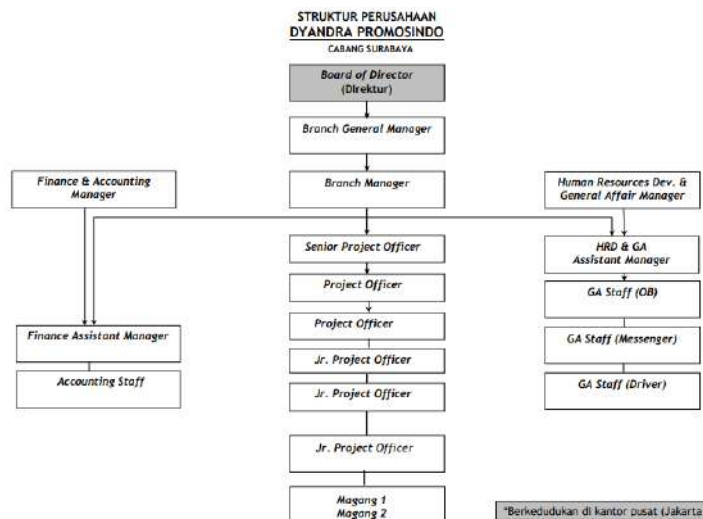 STRUKTUR PERUSAHAAN
DYANDRA PROMOSINDO
CABANG SURABAYA
Board of Director
(Direktur)
Branch General Manager
Finance & Accounting
Manager
Branch Manager
Human Resources Dev. &
General Affair Manager
Senior Project Officer
HRD & GA
Assistant Manager
Project Officer
GA Staff (OB)
Project Officer
Finance Assistant Manager
GA Staff (Messenger)
Jr. Project Officer
Accounting Staff
Jr. Project Officer
GA Staff (Driver)
Jr. Project Officer
Magang 1
Magang 2
*Berkedudukan di kantor pusat (Jakarta